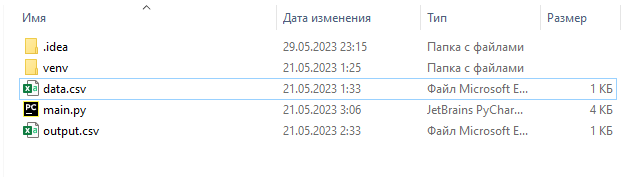 Имя Дата изменения Тип Размер
.idea 29.05.2023 23:15 Папка с файлами
venv 21.05.2023 1:25 Папка с файлами
data.csv 21.05.2023 1:33 Файл Microsoft E... 1 КБ
PC main.py 21.05.2023 3:06 JetBrains PyChar... 4 КБ
output.csv 21.05.2023 2:33 Файл Microsoft E... 1 КБ